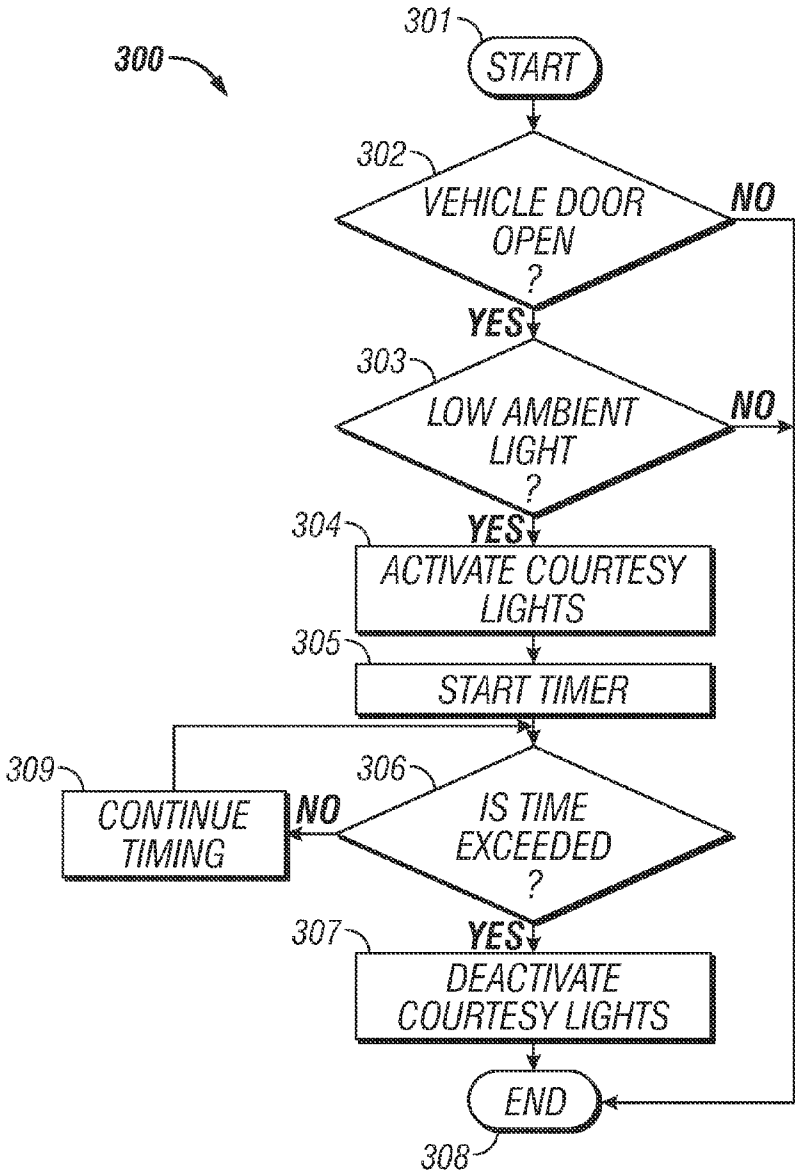 301
300
START
302
VEHICLE DOOR
OPEN
?
NO
YES
303
LOW AMBIENT
LIGHT
?
NO
YES
304
ACTIVATE COURTESY
LIGHTS
305
START TIMER
309
CONTINUE
TIMING
NO
306
IS TIME
EXCEEDED
?
YES
307
DEACTIVATE
COURTESY LIGHTS
END
308